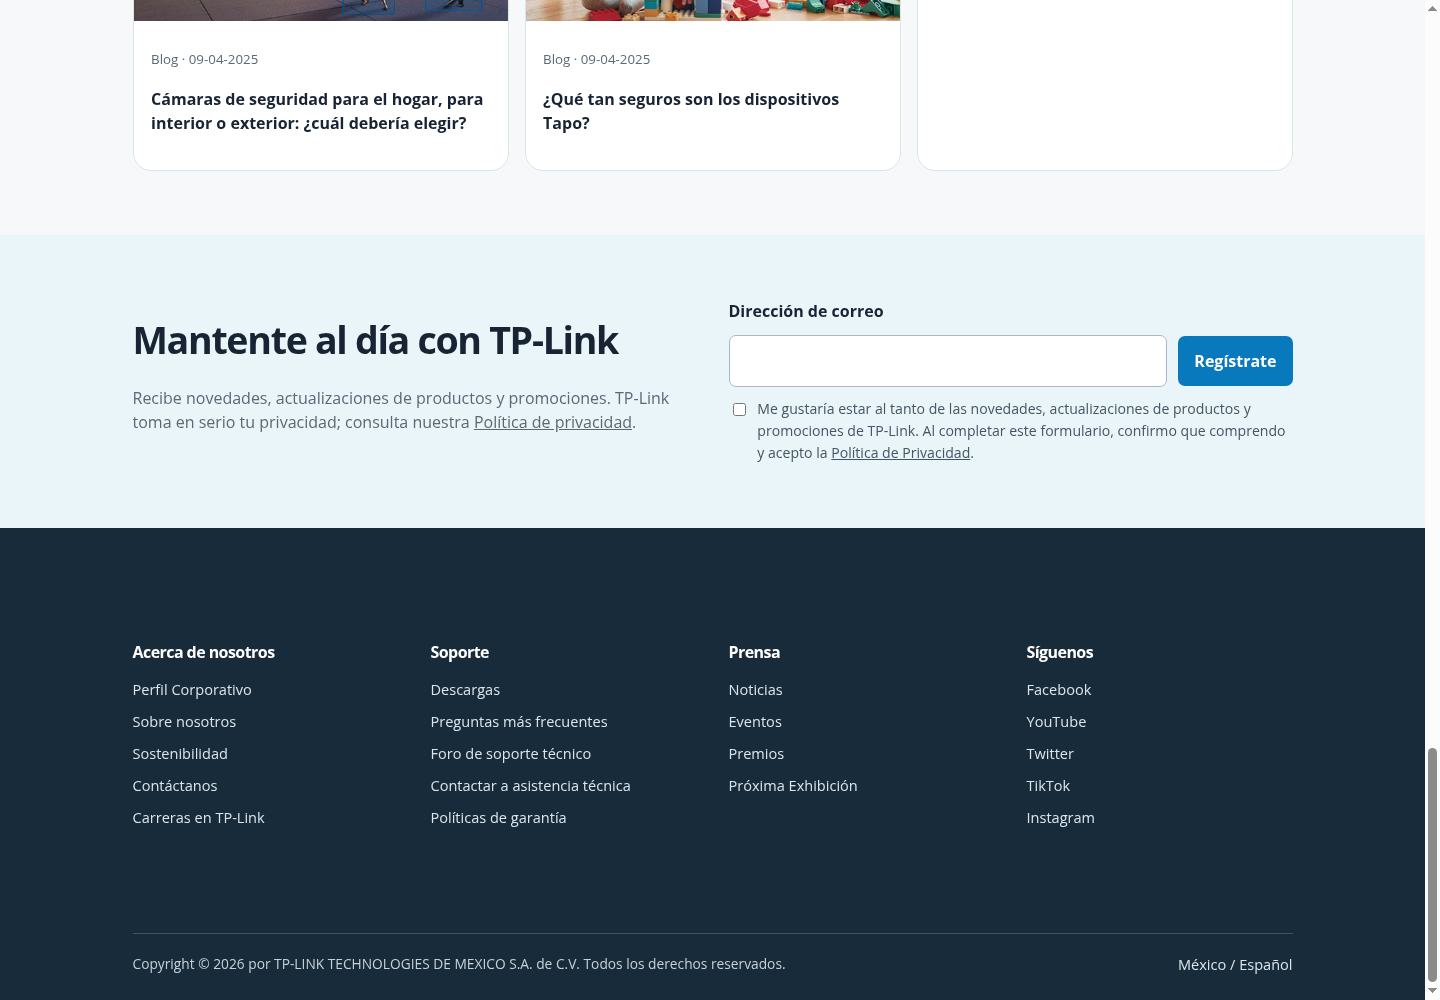 Blog · 09-04-2025
Cámaras de seguridad para el hogar, para
interior o exterior: ¿cuál debería elegir?
Blog · 09-04-2025
¿Qué tan seguros son los dispositivos
Tapo?
Mantente al día con TP-Link
Recibe novedades, actualizaciones de productos y promociones. TP-Link
toma en serio tu privacidad; consulta nuestra Política de privacidad.
Dirección de correo
Regístrate
Me gustaría estar al tanto de las novedades, actualizaciones de productos y
promociones de TP-Link. Al completar este formulario, confirmo que comprendo
y acepto la Política de Privacidad.
Acerca de nosotros
Perfil Corporativo
Sobre nosotros
Sostenibilidad
Contáctanos
Carreras en TP-Link
Soporte
Descargas
Preguntas más frecuentes
Foro de soporte técnico
Contactar a asistencia técnica
Políticas de garantía
Prensa
Noticias
Eventos
Premios
Próxima Exhibición
Síguenos
Facebook
YouTube
Twitter
TikTok
Instagram
Copyright © 2026 por TP-LINK TECHNOLOGIES DE MEXICO S.A. de C.V. Todos los derechos reservados.
México / Español